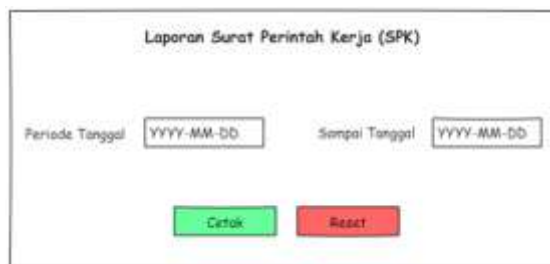 Laporan Surat Perintah Kerja (SPK)
Periode Tanggal YYYY-MM-DD Sampai Tanggal YYYY-MM-DD
Cetak Reset